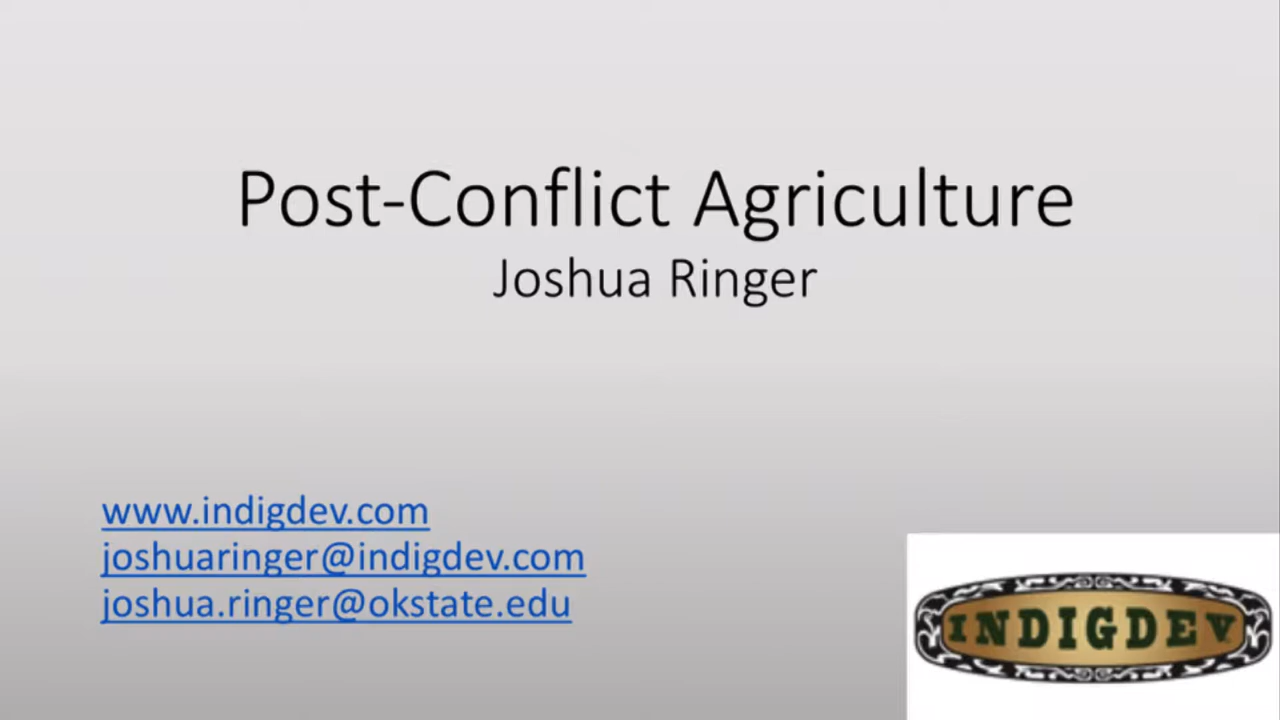 Post-Conflict Agriculture
Joshua Ringer
www.indigdev.com
joshuaringer@indigdev.com
joshua.ringer@okstate.edu
INDIGDEV